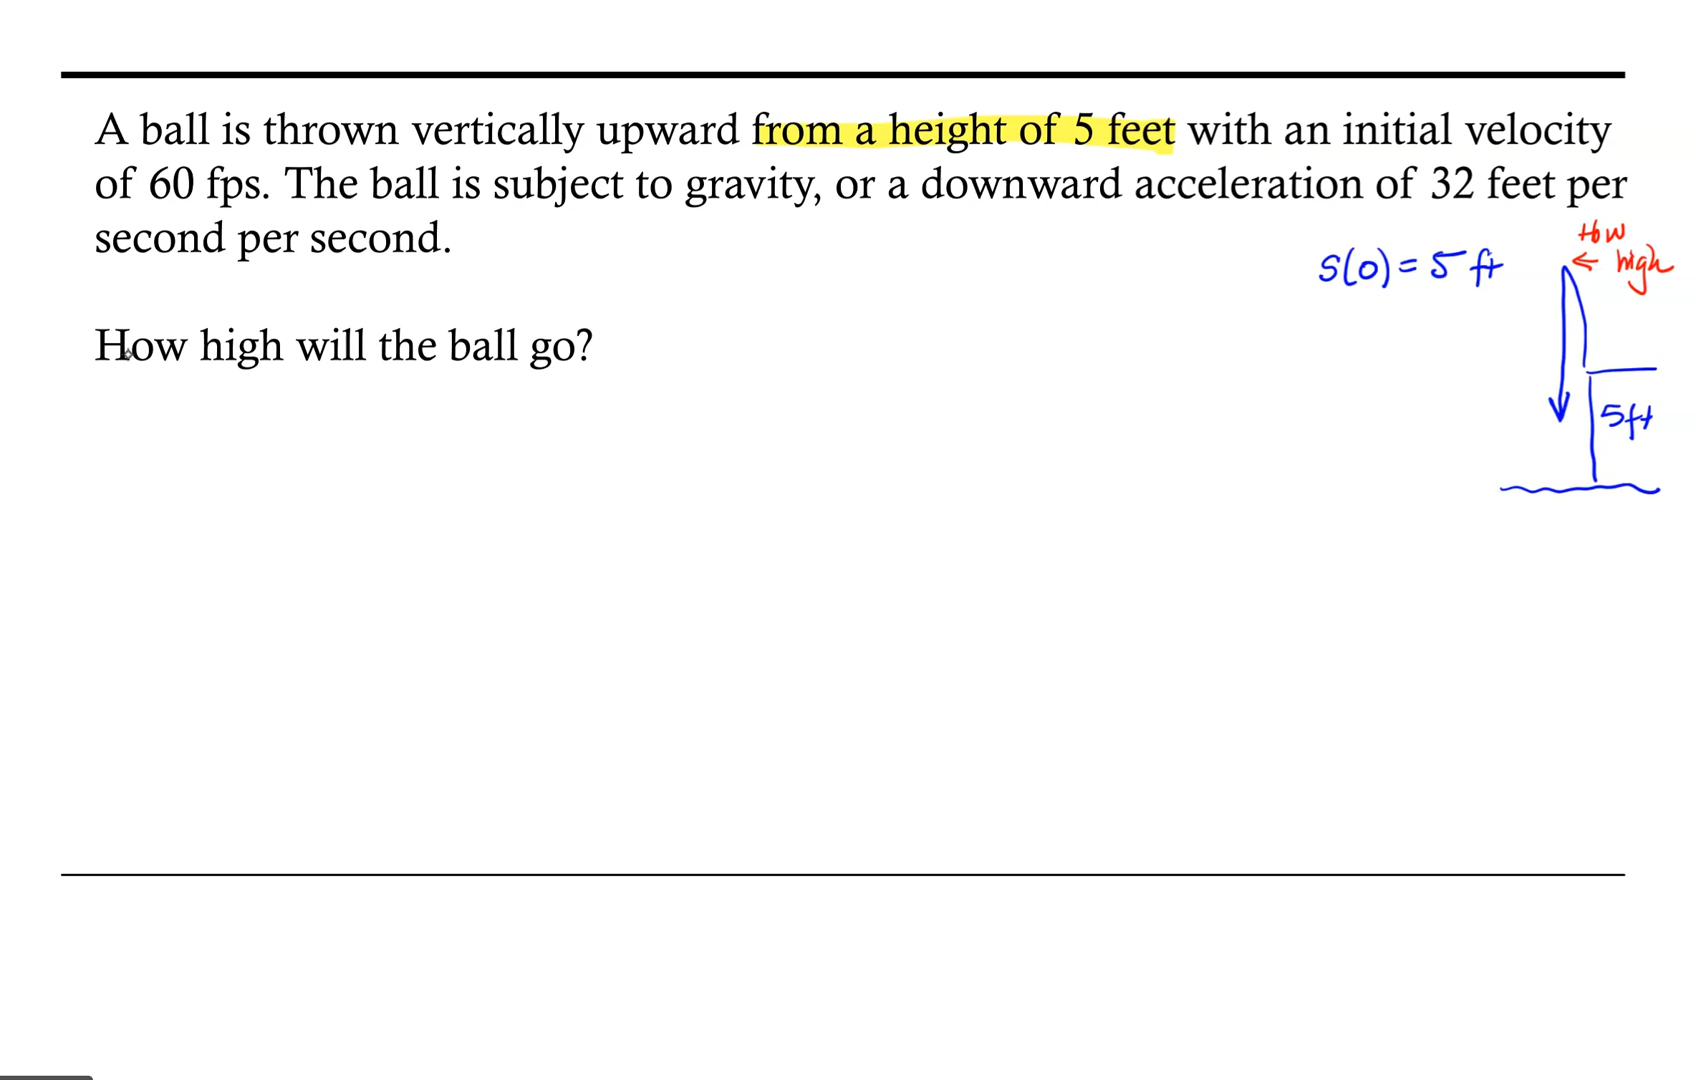 A ball is thrown vertically upward from a height of 5 feet with an initial velocity
of 60 fps. The ball is subject to gravity, or a downward acceleration of 32 feet per
second per second.
How
high
S(0) = 5 ft
How high will the ball go?
5ft